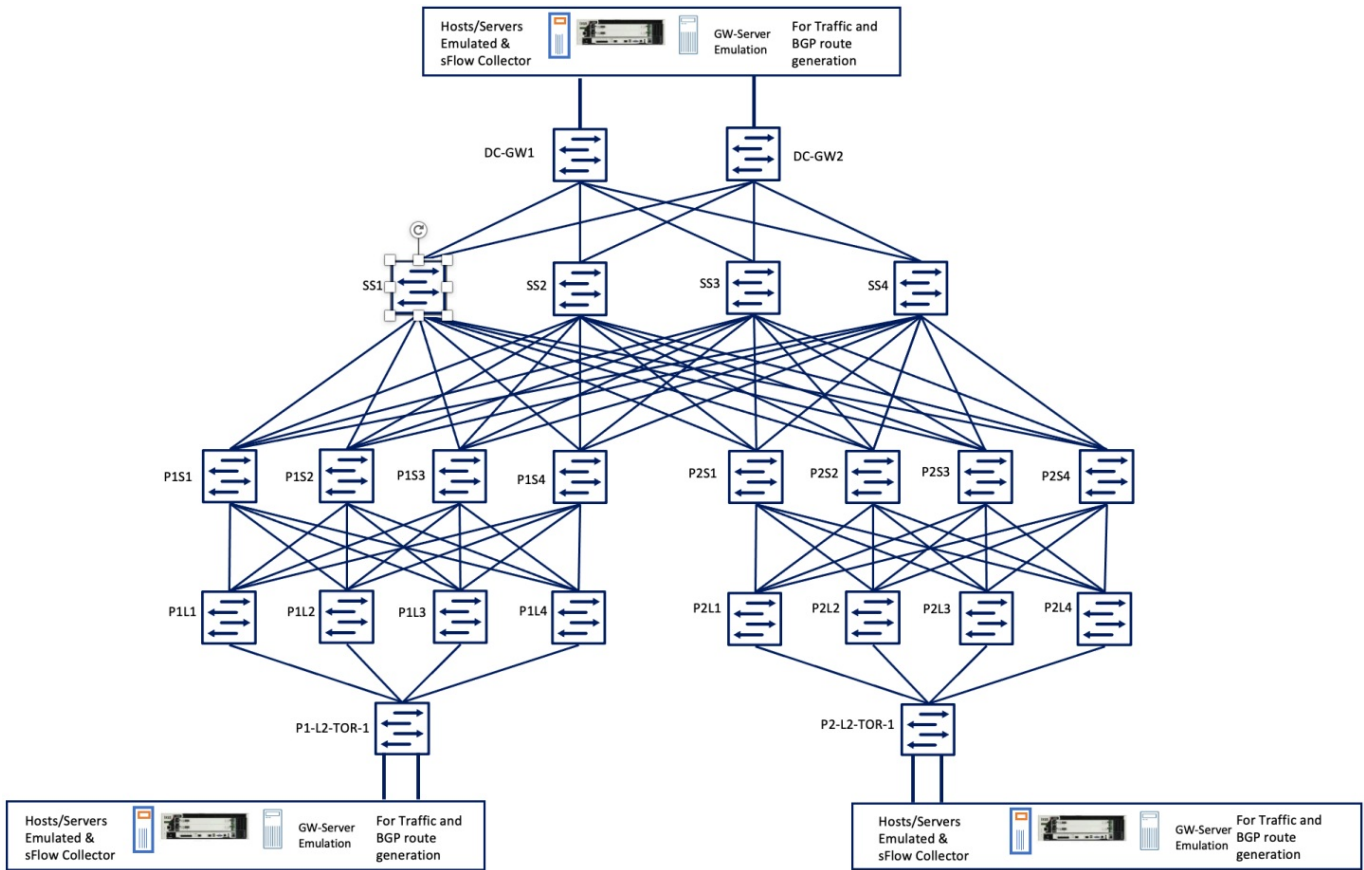 Hosts/Servers
Emulated &
sFlow Collector
GW-Server
Emulation
For Traffic and
BGP route
generation
DC-GW1
DC-GW2
SS1
SS2
SS3
SS4
P1S1
P1S2
P1S3
P1S4
P2S1
P2S2
P2S3
P2S4
P1L1
P1L2
P1L3
P1L4
P2L1
P2L2
P2L3
P2L4
P1-L2-TOR-1
P2-L2-TOR-1
Hosts/Servers
Emulated &
sFlow Collector
GW-Server
Emulation
For Traffic and
BGP route
generation
Hosts/Servers
Emulated &
sFlow Collector
GW-Server
Emulation
For Traffic and
BGP route
generation